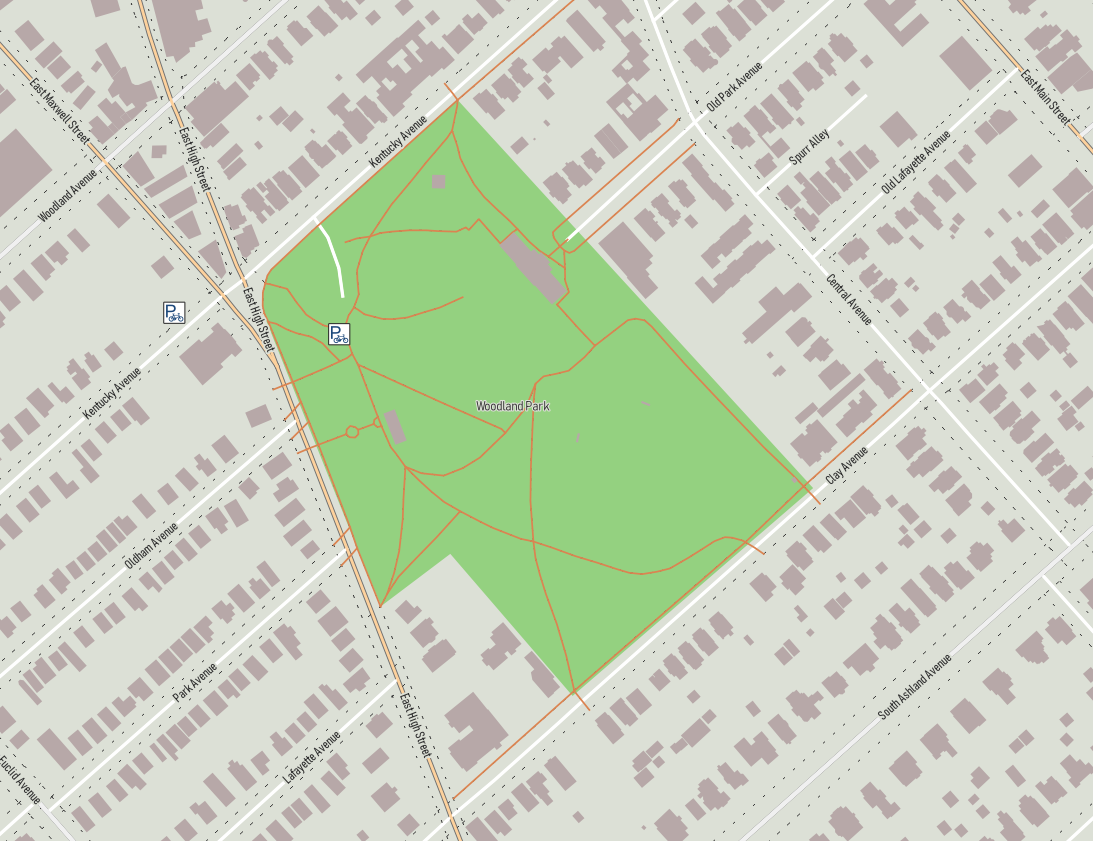 Old Park Avenue
East Main Street
East Maxwell Street
East High Street
Kentucky Avenue
Spurr Alley
Old Lafayette Avenue
Woodland Avenue
P
East High Street
Central Avenue
P
Kentucky Avenue
Woodland Park
Clay Avenue
Oldham Avenue
Park Avenue
South Ashland Avenue
East High Street
Lafayette Avenue
Euclid Avenue